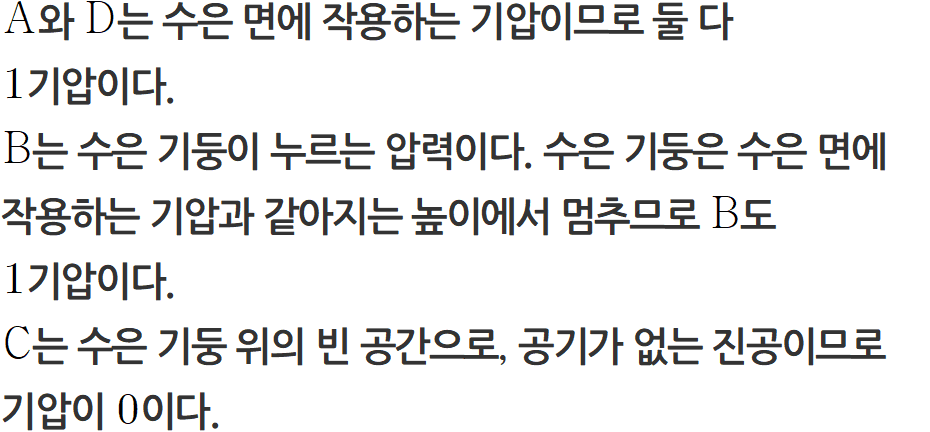 A와 D는 수은 면에 작용하는 기압이므로 둘 다
1기압이다.
B는 수은 기둥이 누르는 압력이다. 수은 기둥은 수은 면에
작용하는 기압과 같아지는 높이에서 멈추므로 B도
1기압이다.
C는 수은 기둥 위의 빈 공간으로, 공기가 없는 진공이므로
기압이 0이다.